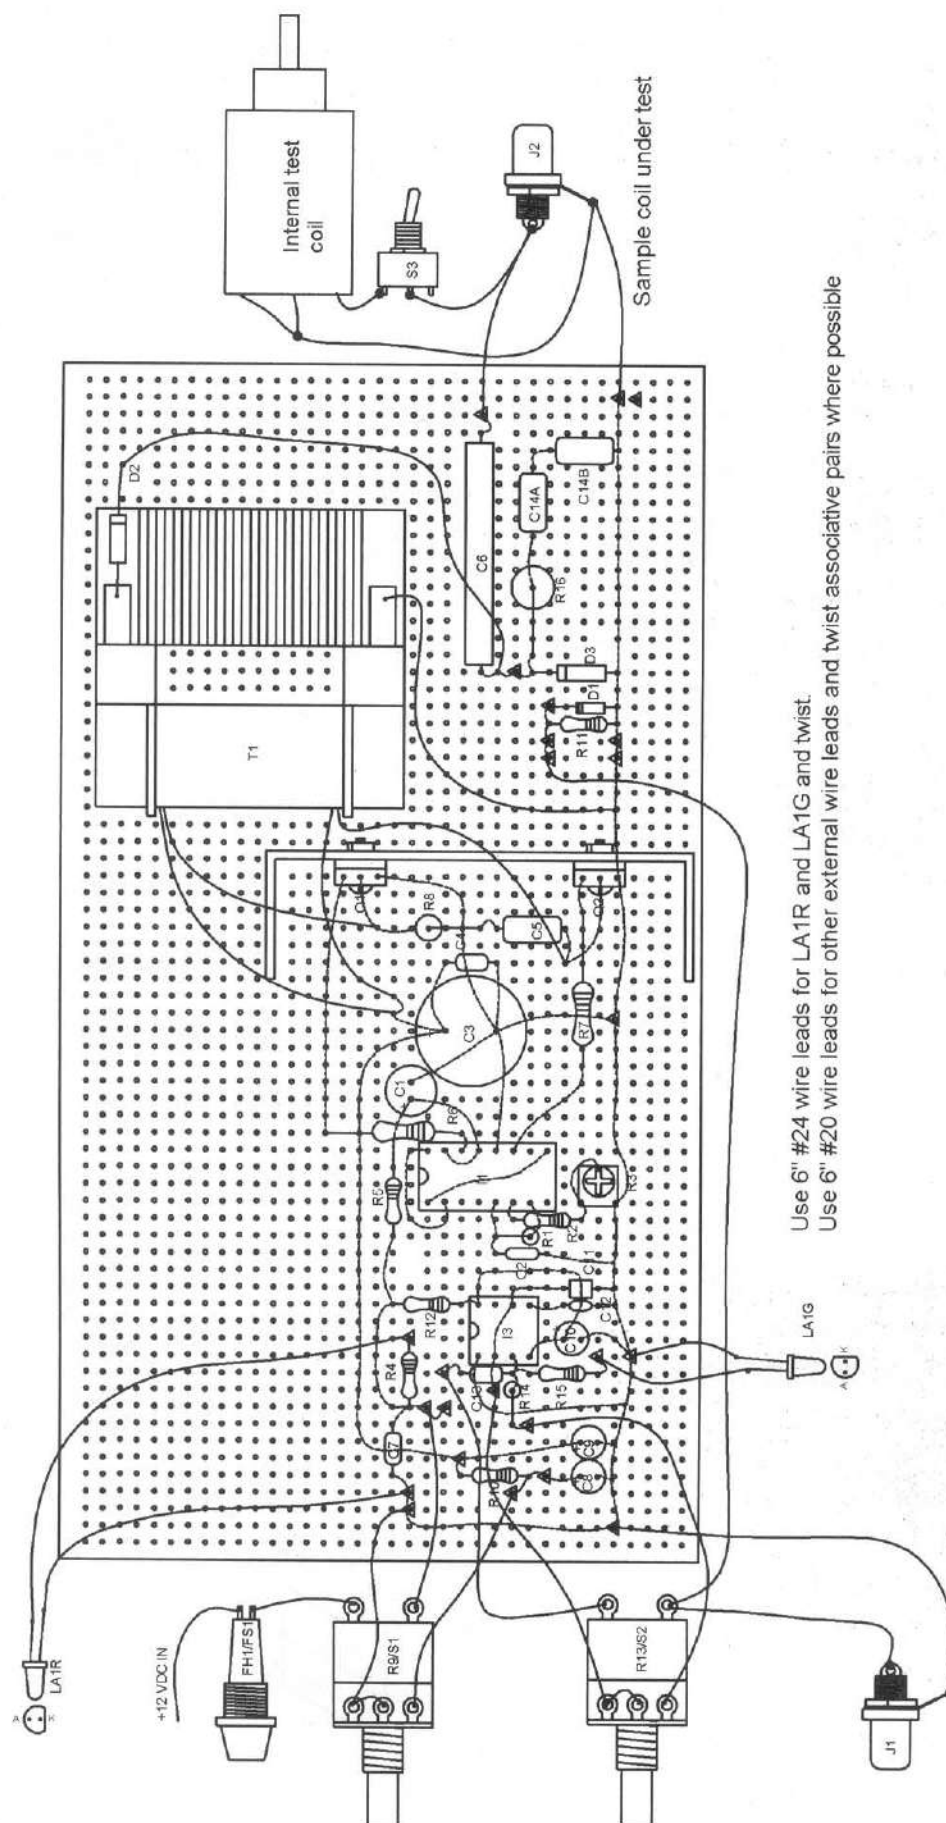 Internal test
coil
S3
J2
Sample coil under test
D2
T1
C6
C14A
C14B
R16
D3
D1
R11
Q1
R8
C4
C5
Q2
C3
R7
C1
R6
R5
I1
R3
R2
R1
C2
C11
C12
R12
I3
C10
R4
C13
R14
R15
C7
C9
R10
C8
LA1G
A
K
LA1R
A
K
+12 VDC IN
FH1/FS1
R9/S1
R13/S2
J1
Use 6" #24 wire leads for LA1R and LA1G and twist.
Use 6" #20 wire leads for other external wire leads and twist associative pairs where possible